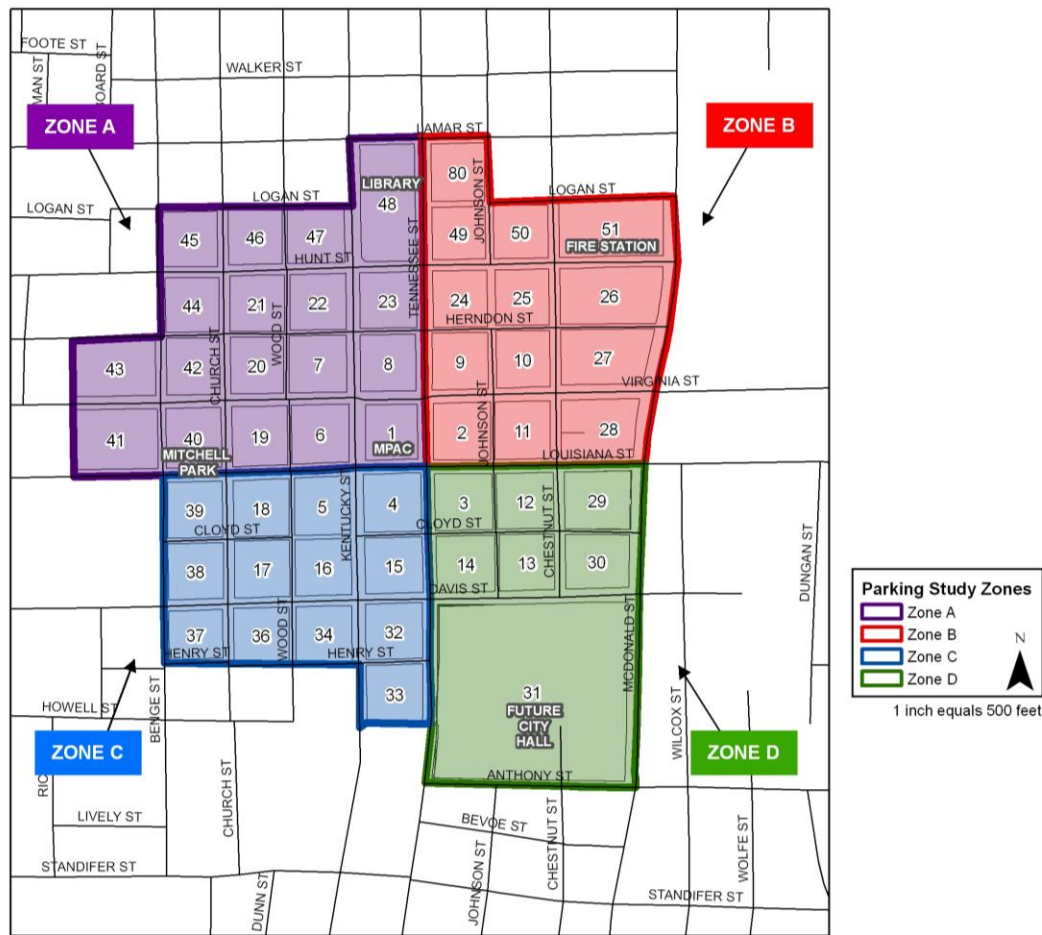 FOOTE ST
MAN ST
BOARD ST
WALKER ST
ZONE A
ZONE B
LAMAR ST
80
LIBRARY
JOHNSON ST
LOGAN ST
LOGAN ST
LOGAN ST
48
45
46
47
49
50
51
FIRE STATION
HUNT ST
TENNESSEE ST
44
21
22
23
24
25
26
WOOD ST
HERNDON ST
43
42
CHURCH ST
20
7
8
9
10
27
VIRGINIA ST
41
40
19
6
1
2
JOHNSON ST
11
28
MITCHELL
PARK
MPAC
LOUISIANA ST
39
18
5
KENTUCKY ST
4
3
12
CHESTNUT ST
29
CLOYD ST
CLOYD ST
38
17
16
15
14
13
30
DAVIS ST
DUNGAN ST
37
36
WOOD ST
34
32
MCDONALD ST
HENRY ST
HENRY ST
33
31
FUTURE
CITY
HALL
HOWELL ST
BENGE ST
WILCOX ST
ZONE C
ZONE D
RIC
ANTHONY ST
CHURCH ST
LIVELY ST
BEVOE ST
CHESTNUT ST
WOLFE ST
STANDIFER ST
DUNN ST
JOHNSON ST
STANDIFER ST
Parking Study Zones
Zone A
Zone B
Zone C
Zone D
N
1 inch equals 500 feet